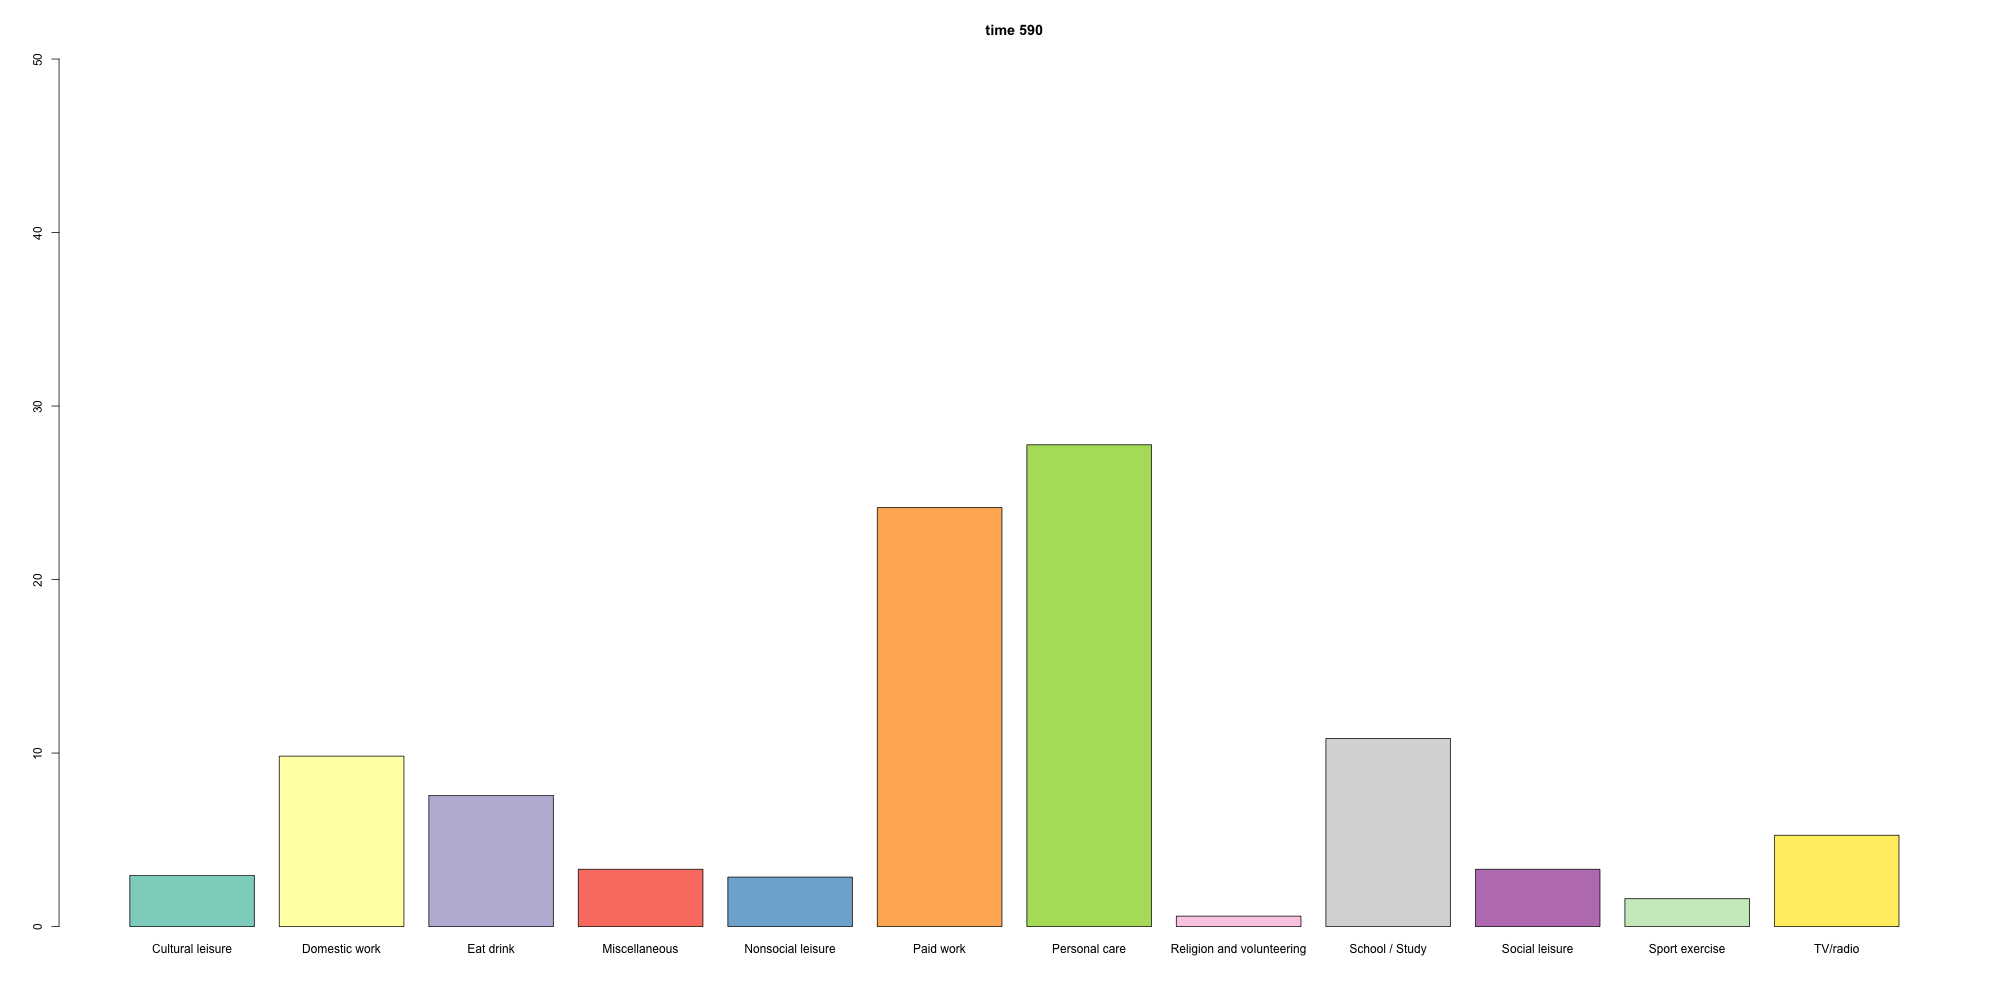 time 590
50
40
30
20
10
0
Cultural leisure
Domestic work
Eat drink
Miscellaneous
Nonsocial leisure
Paid work
Personal care
Religion and volunteering
School / Study
Social leisure
Sport exercise
TV/radio